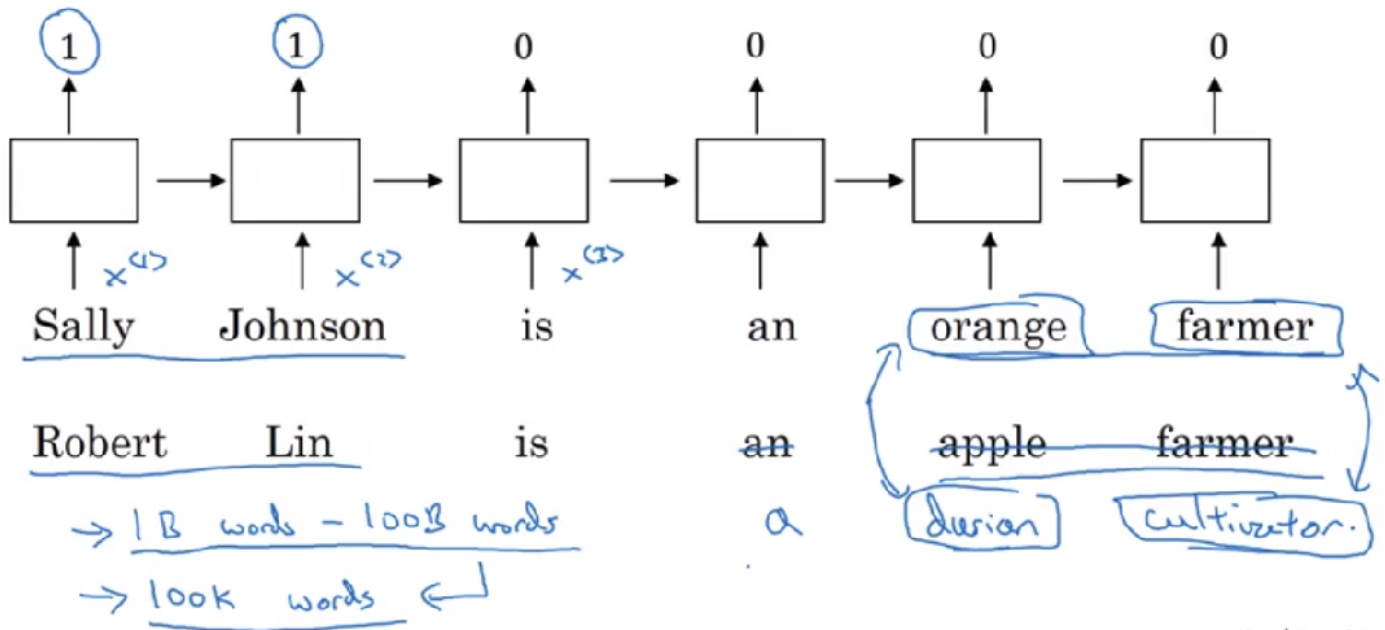 1 1 0 0 0 0
x<1> x<2> x<3>
Sally Johnson is an orange farmer
Robert Lin is an apple farmer
→ 1B words - 100B words a durian cultivator.
→ 100K words